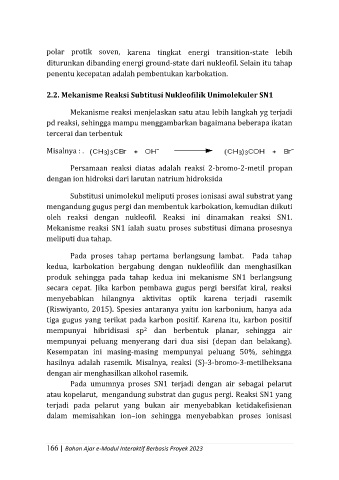 polar protik soven, karena tingkat energi transition-state lebih
diturunkan dibanding energi ground-state dari nukleofil. Selain itu tahap
penentu kecepatan adalah pembentukan karbokation.
2.2. Mekanisme Reaksi Subtitusi Nukleofilik Unimolekuler SN1
Mekanisme reaksi menjelaskan satu atau lebih langkah yg terjadi
pd reaksi, sehingga mampu menggambarkan bagaimana beberapa ikatan
tercerai dan terbentuk
Misalnya : . (CH₃)₃CBr + OH⁻ ⟶ (CH₃)₃COH + Br⁻
Persamaan reaksi diatas adalah reaksi 2-bromo-2-metil propan
dengan ion hidroksi dari larutan natrium hidroksida
Substitusi unimolekul meliputi proses ionisasi awal substrat yang
mengandung gugus pergi dan membentuk karbokation, kemudian diikuti
oleh reaksi dengan nukleofil. Reaksi ini dinamakan reaksi SN1.
Mekanisme reaksi SN1 ialah suatu proses substitusi dimana prosesnya
meliputi dua tahap.
Pada proses tahap pertama berlangsung lambat. Pada tahap
kedua, karbokation bergabung dengan nukleofilik dan menghasilkan
produk sehingga pada tahap kedua ini mekanisme SN1 berlangsung
secara cepat. Jika karbon pembawa gugus pergi bersifat kiral, reaksi
menyebabkan hilangnya aktivitas optik karena terjadi rasemik
(Riswiyanto, 2015). Spesies antaranya yaitu ion karbonium, hanya ada
tiga gugus yang terikat pada karbon positif. Karena itu, karbon positif
mempunyai hibridisasi sp² dan berbentuk planar, sehingga air
mempunyai peluang menyerang dari dua sisi (depan dan belakang).
Kesempatan ini masing-masing mempunyai peluang 50%, sehingga
hasilnya adalah rasemik. Misalnya, reaksi (S)-3-bromo-3-metilheksana
dengan air menghasilkan alkohol rasemik.
Pada umumnya proses SN1 terjadi dengan air sebagai pelarut
atau kopelarut, mengandung substrat dan gugus pergi. Reaksi SN1 yang
terjadi pada pelarut yang bukan air menyebabkan ketidakefisienan
dalam memisahkan ion–ion sehingga menyebabkan proses ionisasi
166 | Bahan Ajar e-Modul Interaktif Berbasis Proyek 2023